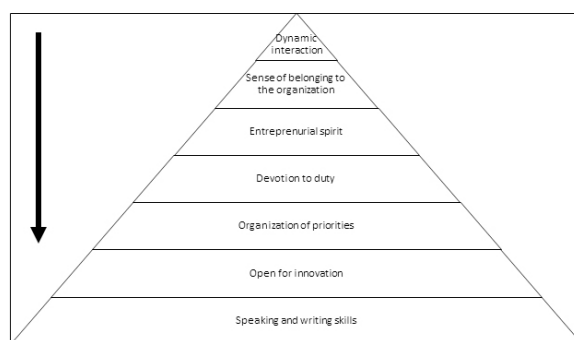 Dynamic
interaction
Sense of belonging to
the organization
Entreprenurial spirit
Devotion to duty
Organization of priorities
Open for innovation
Speaking and writing skills